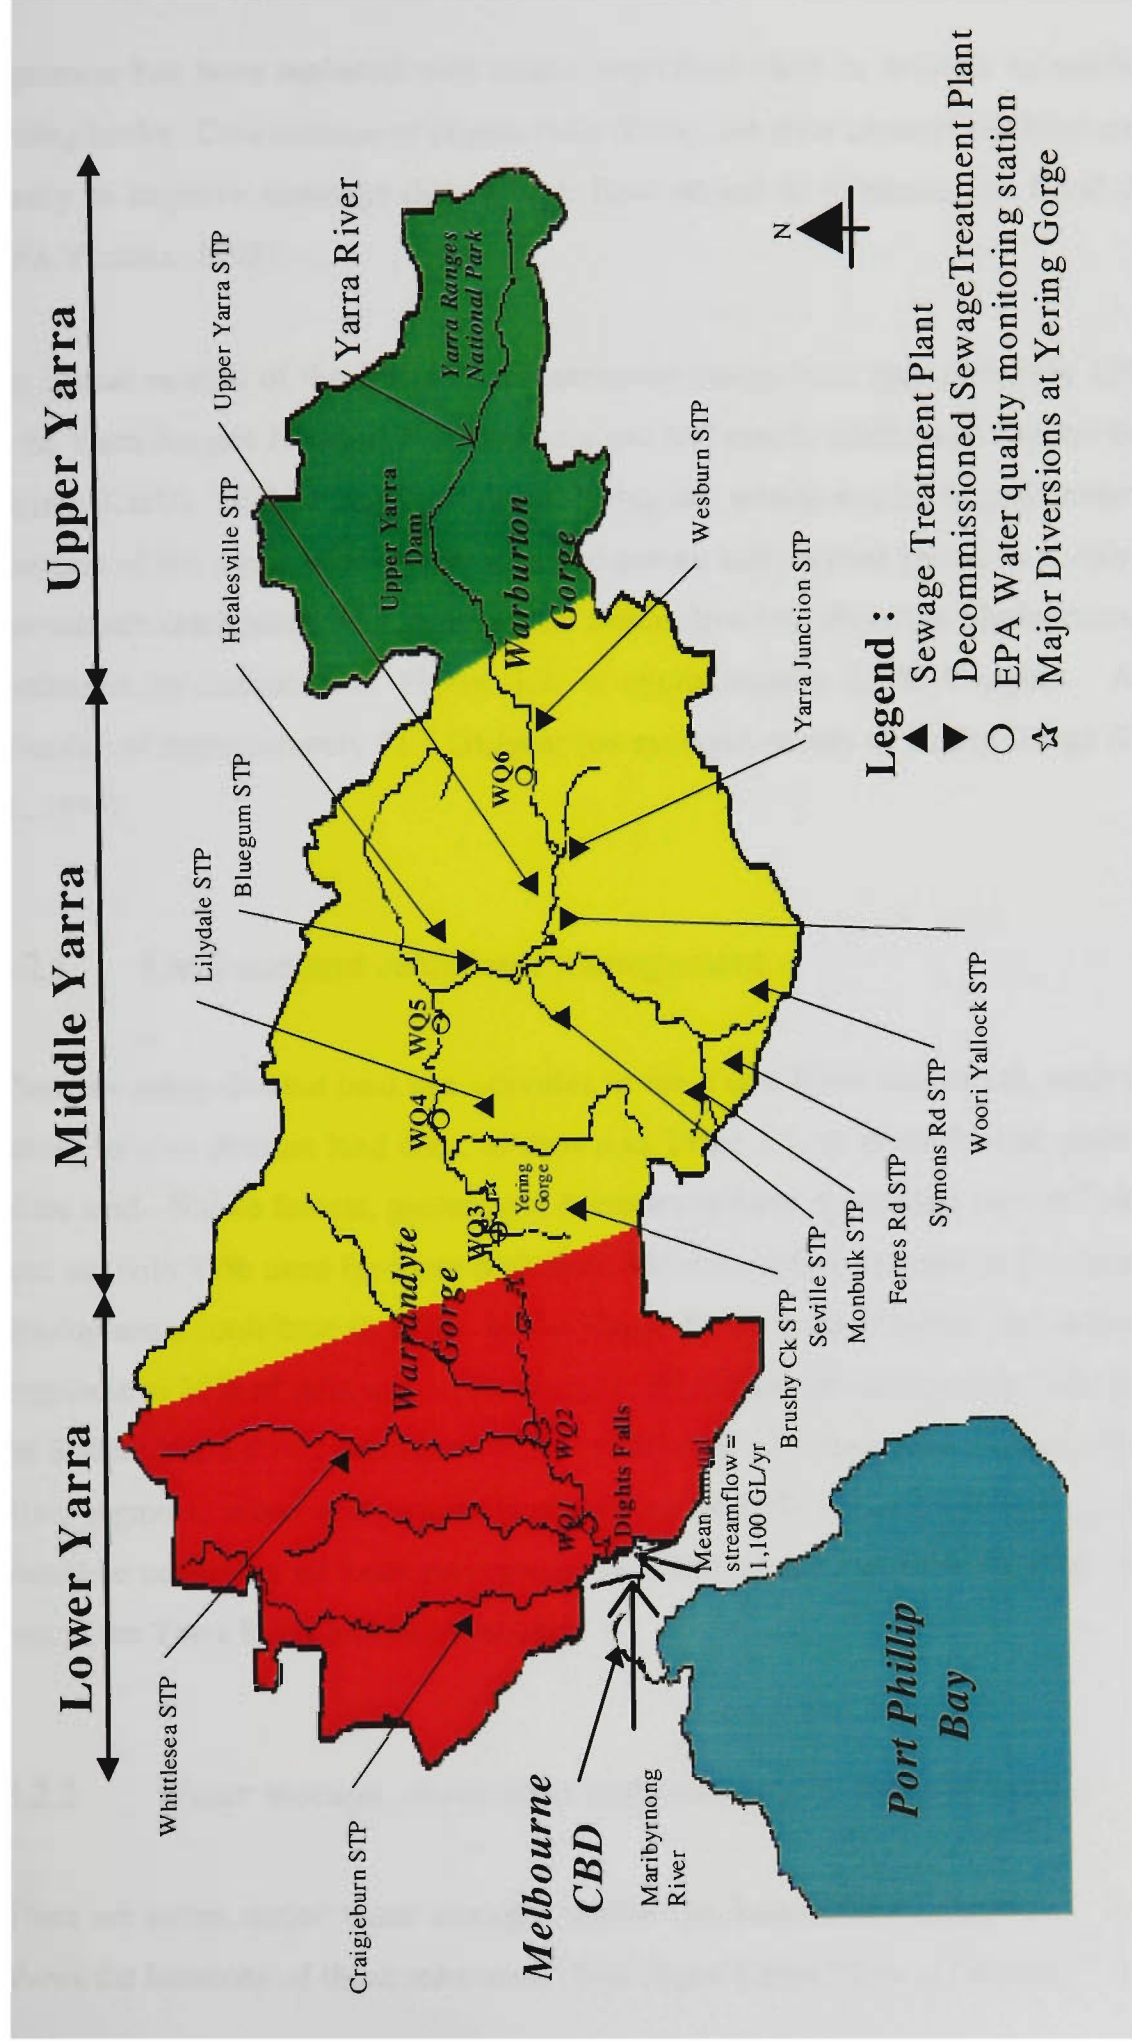 Lower Yarra
Middle Yarra
Upper Yarra
Whittlesea STP
Craigieburn STP
Lilydale STP
Bluegum STP
Healesville STP
Upper Yarra STP
Yarra River
Yarra Ranges
National Park
Upper Yarra
Dam
Warburton
Gorge
Warrandyte
Gorge
Yering
Gorge
WQ1
WQ2
WQ3
WQ4
WQ5
WQ6
Dights Falls
Mean annual
streamflow =
1,100 GL/yr
Melbourne
CBD
Maribyrnong
River
Port Phillip
Bay
Brushy Ck STP
Seville STP
Monbulk STP
Ferres Rd STP
Symons Rd STP
Woori Yallock STP
Yarra Junction STP
Wesburn STP
N
Legend :
Sewage Treatment Plant
Decommissioned SewageTreatment Plant
EPA Water quality monitoring station
Major Diversions at Yering Gorge